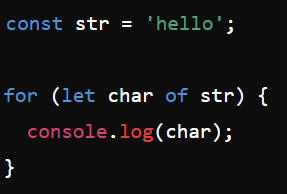 const str = 'hello';
for (let char of str) {
  console.log(char);
}